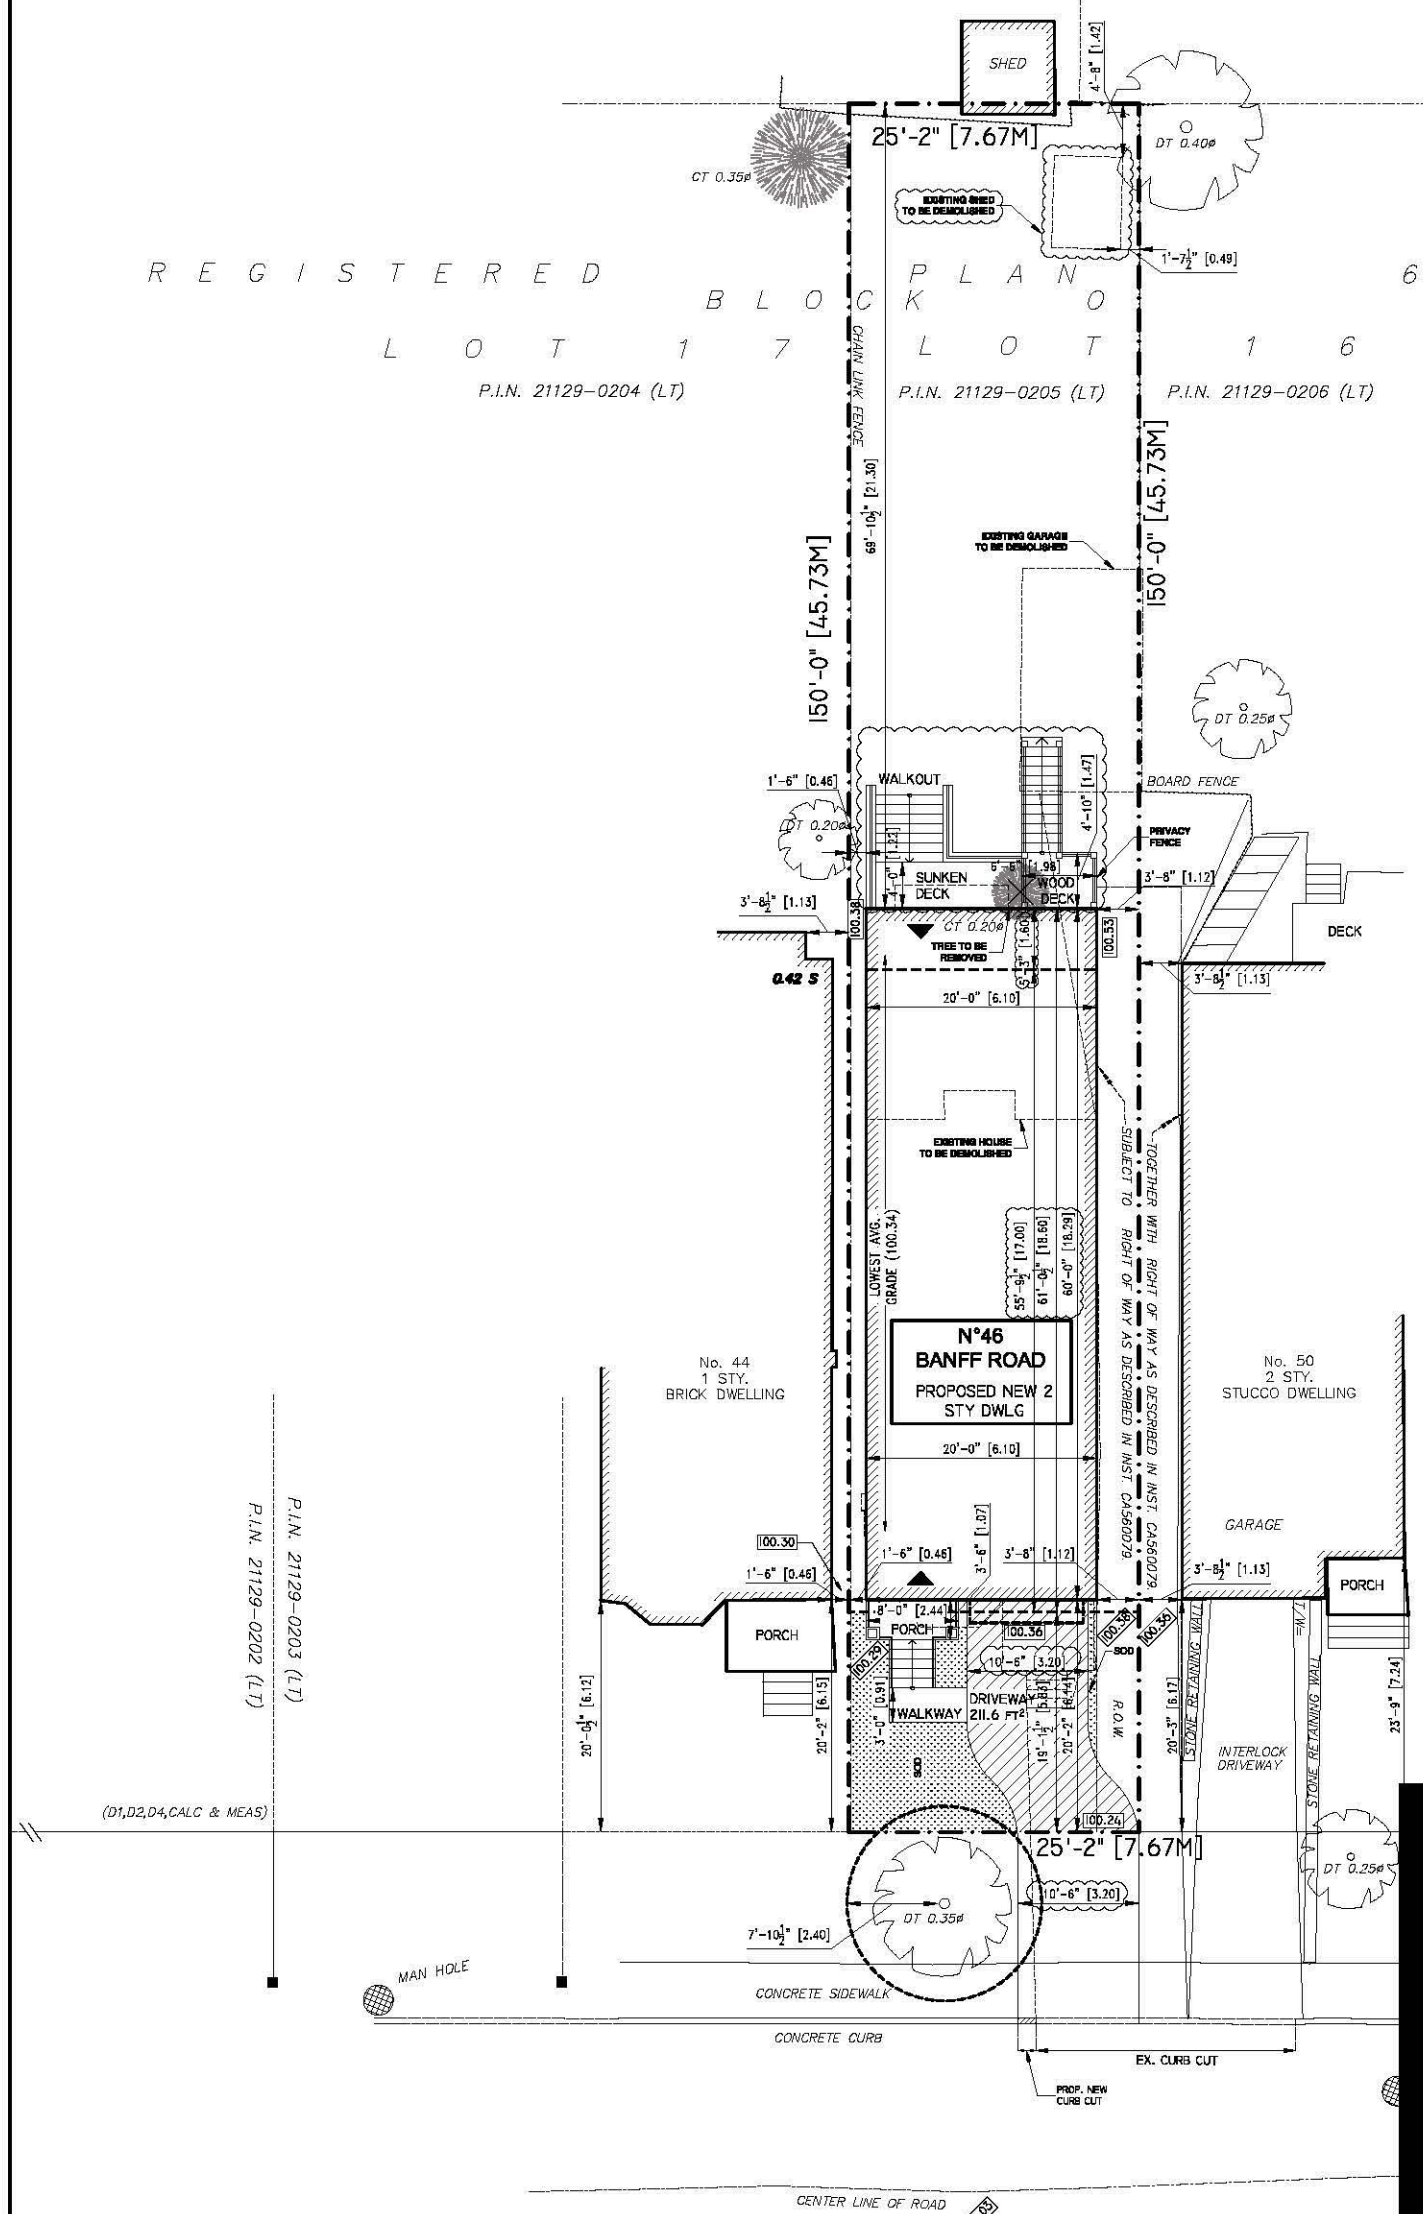 SHED
4'-8" [1.42]
25'-2" [7.67M]
DT 0.40ø
CT 0.35ø
EXISTING SHED
TO BE DEMOLISHED
1'-7½" [0.49]
REGISTERED PLAN 6
BLOCK O
LOT 17 LOT 16
P.I.N. 21129-0204 (LT)
P.I.N. 21129-0205 (LT)
P.I.N. 21129-0206 (LT)
CHAIN LINK FENCE
69'-10½" [21.30]
150'-0" [45.73M]
150'-0" [45.73M]
EXISTING GARAGE
TO BE DEMOLISHED
DT 0.25ø
BOARD FENCE
1'-6" [0.46]
WALKOUT
4'-10" [1.47]
DT 0.20ø
PRIVACY
FENCE
4'-0" [1.22]
SUNKEN
DECK
6'-6" [1.98]
WOOD
DECK
3'-8" [1.12]
3'-8½" [1.13]
100.38
CT 0.20ø
TREE TO BE
REMOVED
5'-3" [1.60]
100.53
DECK
0.42 S
3'-8½" [1.13]
20'-0" [6.10]
EXISTING HOUSE
TO BE DEMOLISHED
SUBJECT TO RIGHT OF WAY AS DESCRIBED IN INST. CA560079.
TOGETHER WITH RIGHT OF WAY AS DESCRIBED IN INST. CA560079.
LOWEST AVG.
GRADE (100.34)
55'-9½" [17.00]
61'-0½" [18.60]
60'-0" [18.29]
N°46
BANFF ROAD
PROPOSED NEW 2
STY DWLG
No. 44
1 STY.
BRICK DWELLING
No. 50
2 STY.
STUCCO DWELLING
20'-0" [6.10]
P.I.N. 21129-0203 (LT)
P.I.N. 21129-0202 (LT)
GARAGE
100.30
1'-6" [0.46]
3'-6" [1.07]
3'-8" [1.12]
1'-6" [0.46]
3'-8½" [1.13]
PORCH
8'-0" [2.44]
PORCH
100.36
100.38
100.36
PORCH
100.29
10'-6" [3.20]
SOD
T/W=
STONE RETAINING WALL
STONE RETAINING WALL
20'-0½" [6.12]
20'-2" [6.15]
3'-0" [0.91]
WALKWAY
DRIVEWAY
211.6 FT²
19'-1½" [5.83]
20'-2" [6.14]
R.O.W.
20'-3" [6.17]
23'-9" [7.24]
INTERLOCK
DRIVEWAY
SOD
(D1,D2,D4,CALC & MEAS)
100.24
25'-2" [7.67M]
DT 0.25ø
10'-6" [3.20]
DT 0.35ø
7'-10½" [2.40]
MAN HOLE
CONCRETE SIDEWALK
CONCRETE CURB
EX. CURB CUT
PROP. NEW
CURB CUT
CENTER LINE OF ROAD